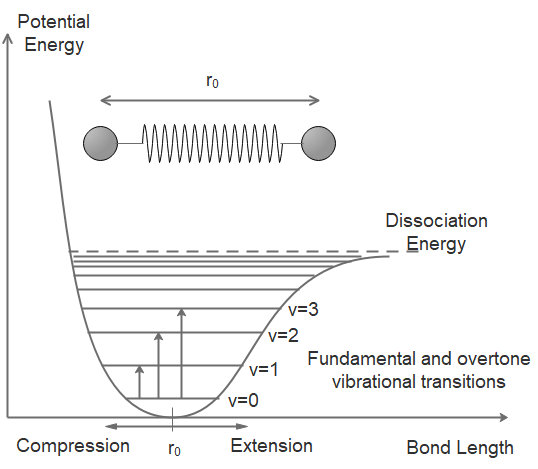 Potential
Energy
r₀
Dissociation
Energy
v=3
v=2
Fundamental and overtone
vibrational transitions
v=1
v=0
Compression
r₀
Extension
Bond Length